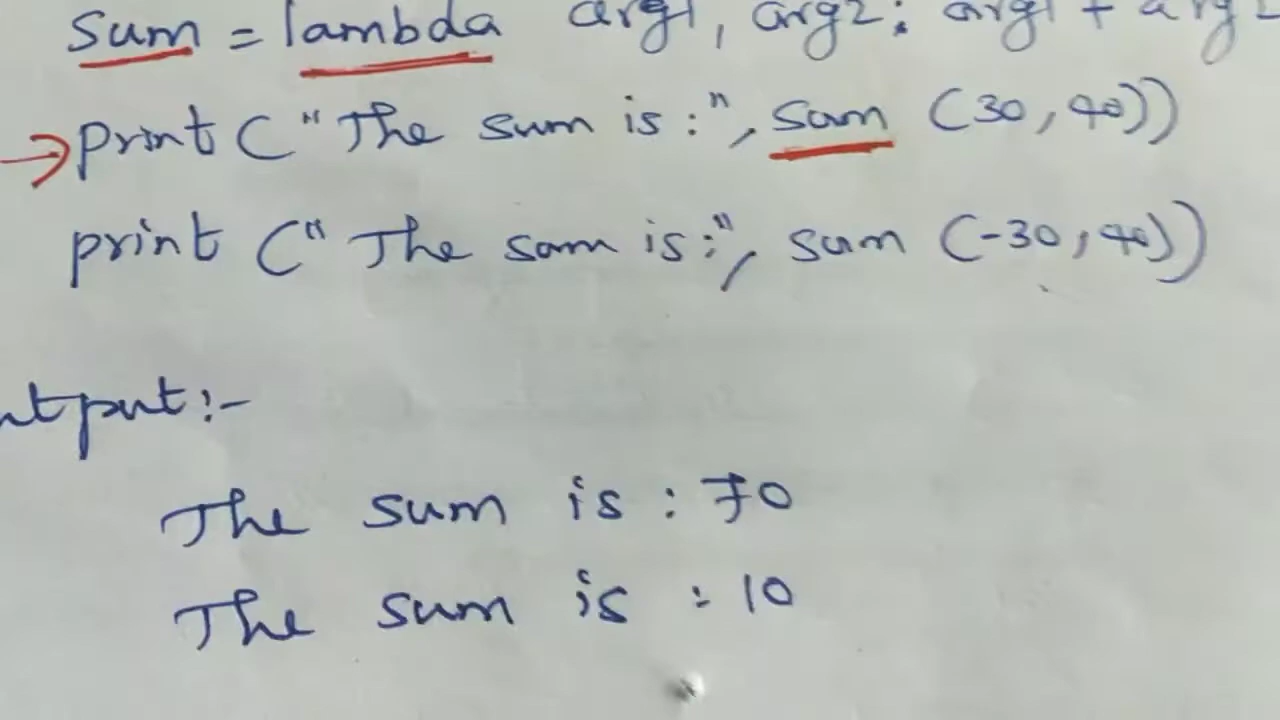 Sum = lambda arg1, arg2: arg1 + arg2
print ("The sum is:", sum (30, 40))
print ("The sum is:", sum (-30, 40))
utput:-
The sum is: 70
The sum is: 10